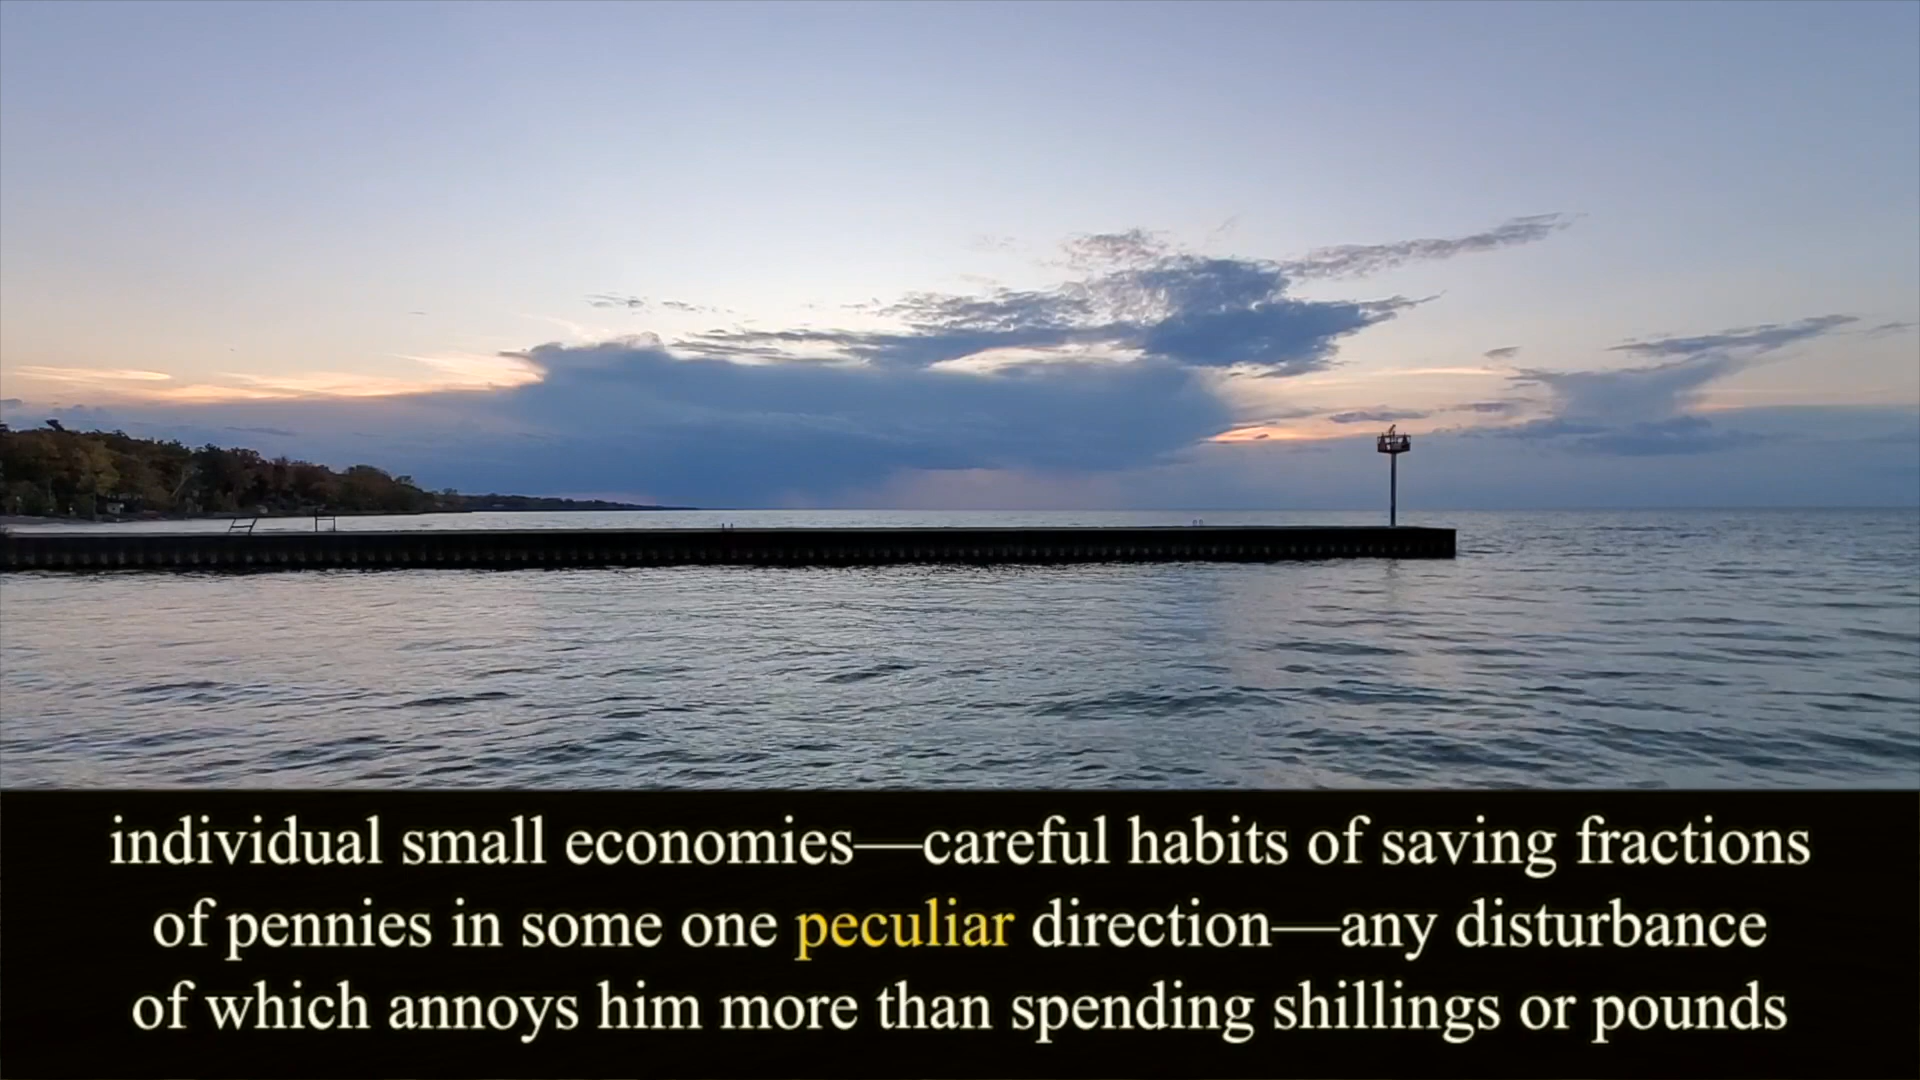 individual small economies—careful habits of saving fractions
of pennies in some one peculiar direction—any disturbance
of which annoys him more than spending shillings or pounds